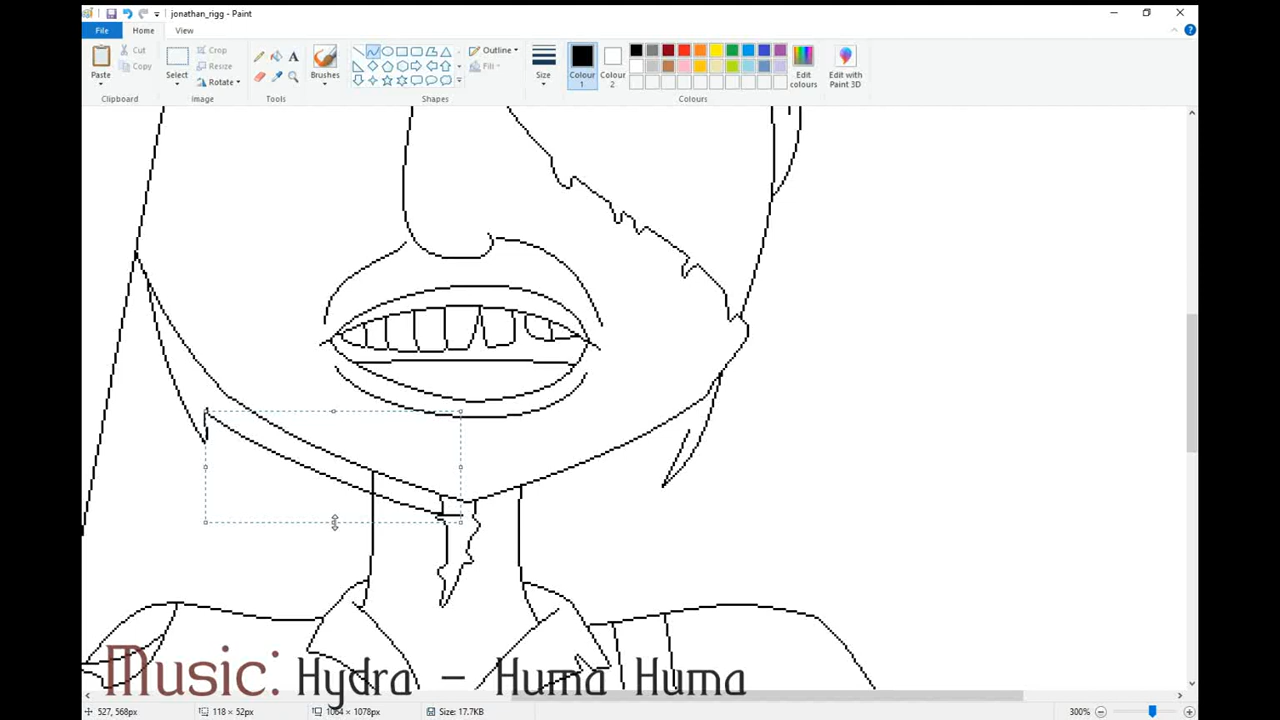 jonathan_rigg - Paint
File Home View
Paste Cut Copy
Clipboard
Select Crop Resize Rotate
Image
A
Tools
Brushes
Outline
Fill
Shapes
Size
Colour 1
Colour 2
Edit colours
Edit with Paint 3D
Colours
Music: Hydra - Huma Huma
527, 568px 118 × 52px 1064 × 1078px Size: 17.7KB 300%